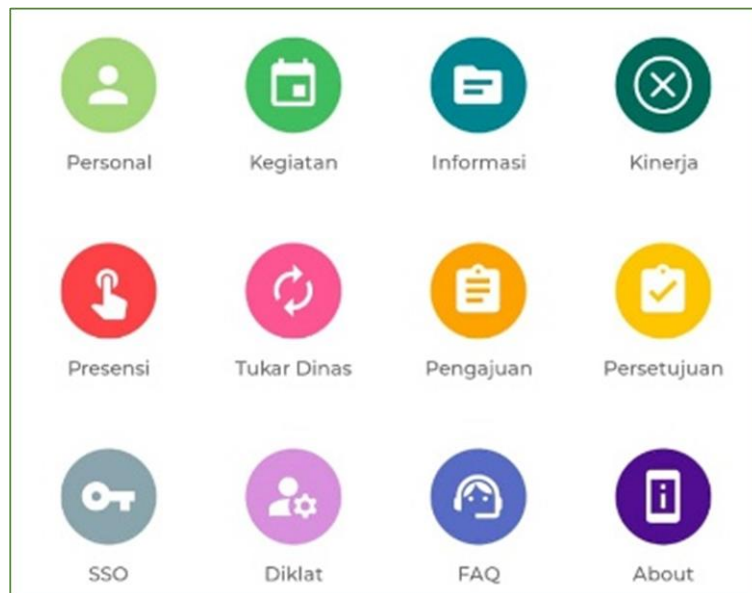 Personal Kegiatan Informasi Kinerja
Presensi Tukar Dinas Pengajuan Persetujuan
SSO Diklat FAQ About